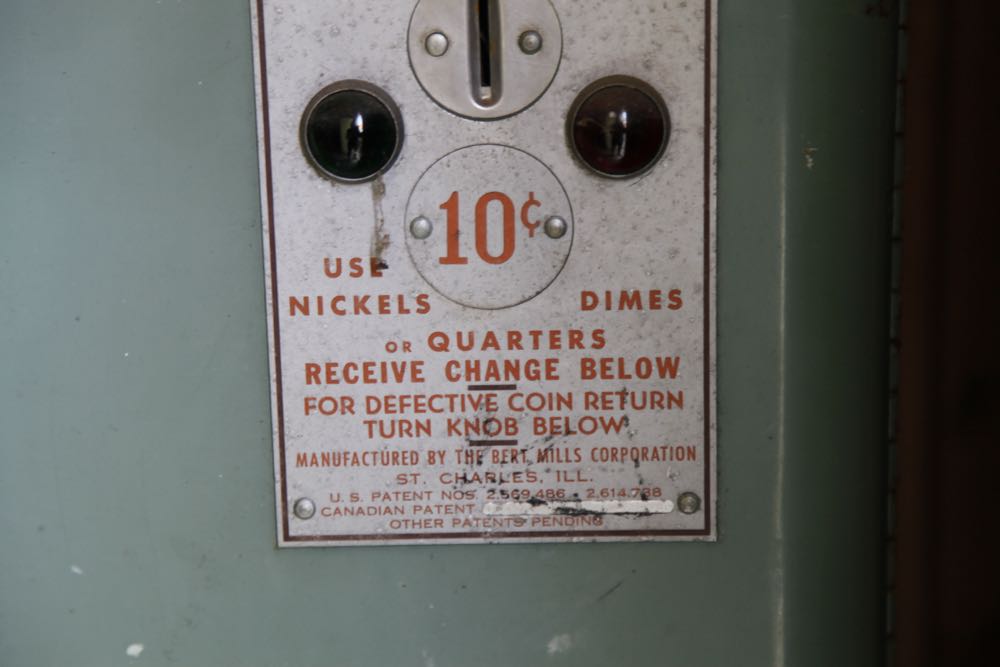 10¢
USE
NICKELS DIMES
OR QUARTERS
RECEIVE CHANGE BELOW
FOR DEFECTIVE COIN RETURN
TURN KNOB BELOW
MANUFACTURED BY THE BERT MILLS CORPORATION
ST. CHARLES, ILL.
U. S. PATENT NOS. 2.569.486 - 2.614.738
CANADIAN PATENT
OTHER PATENTS PENDING